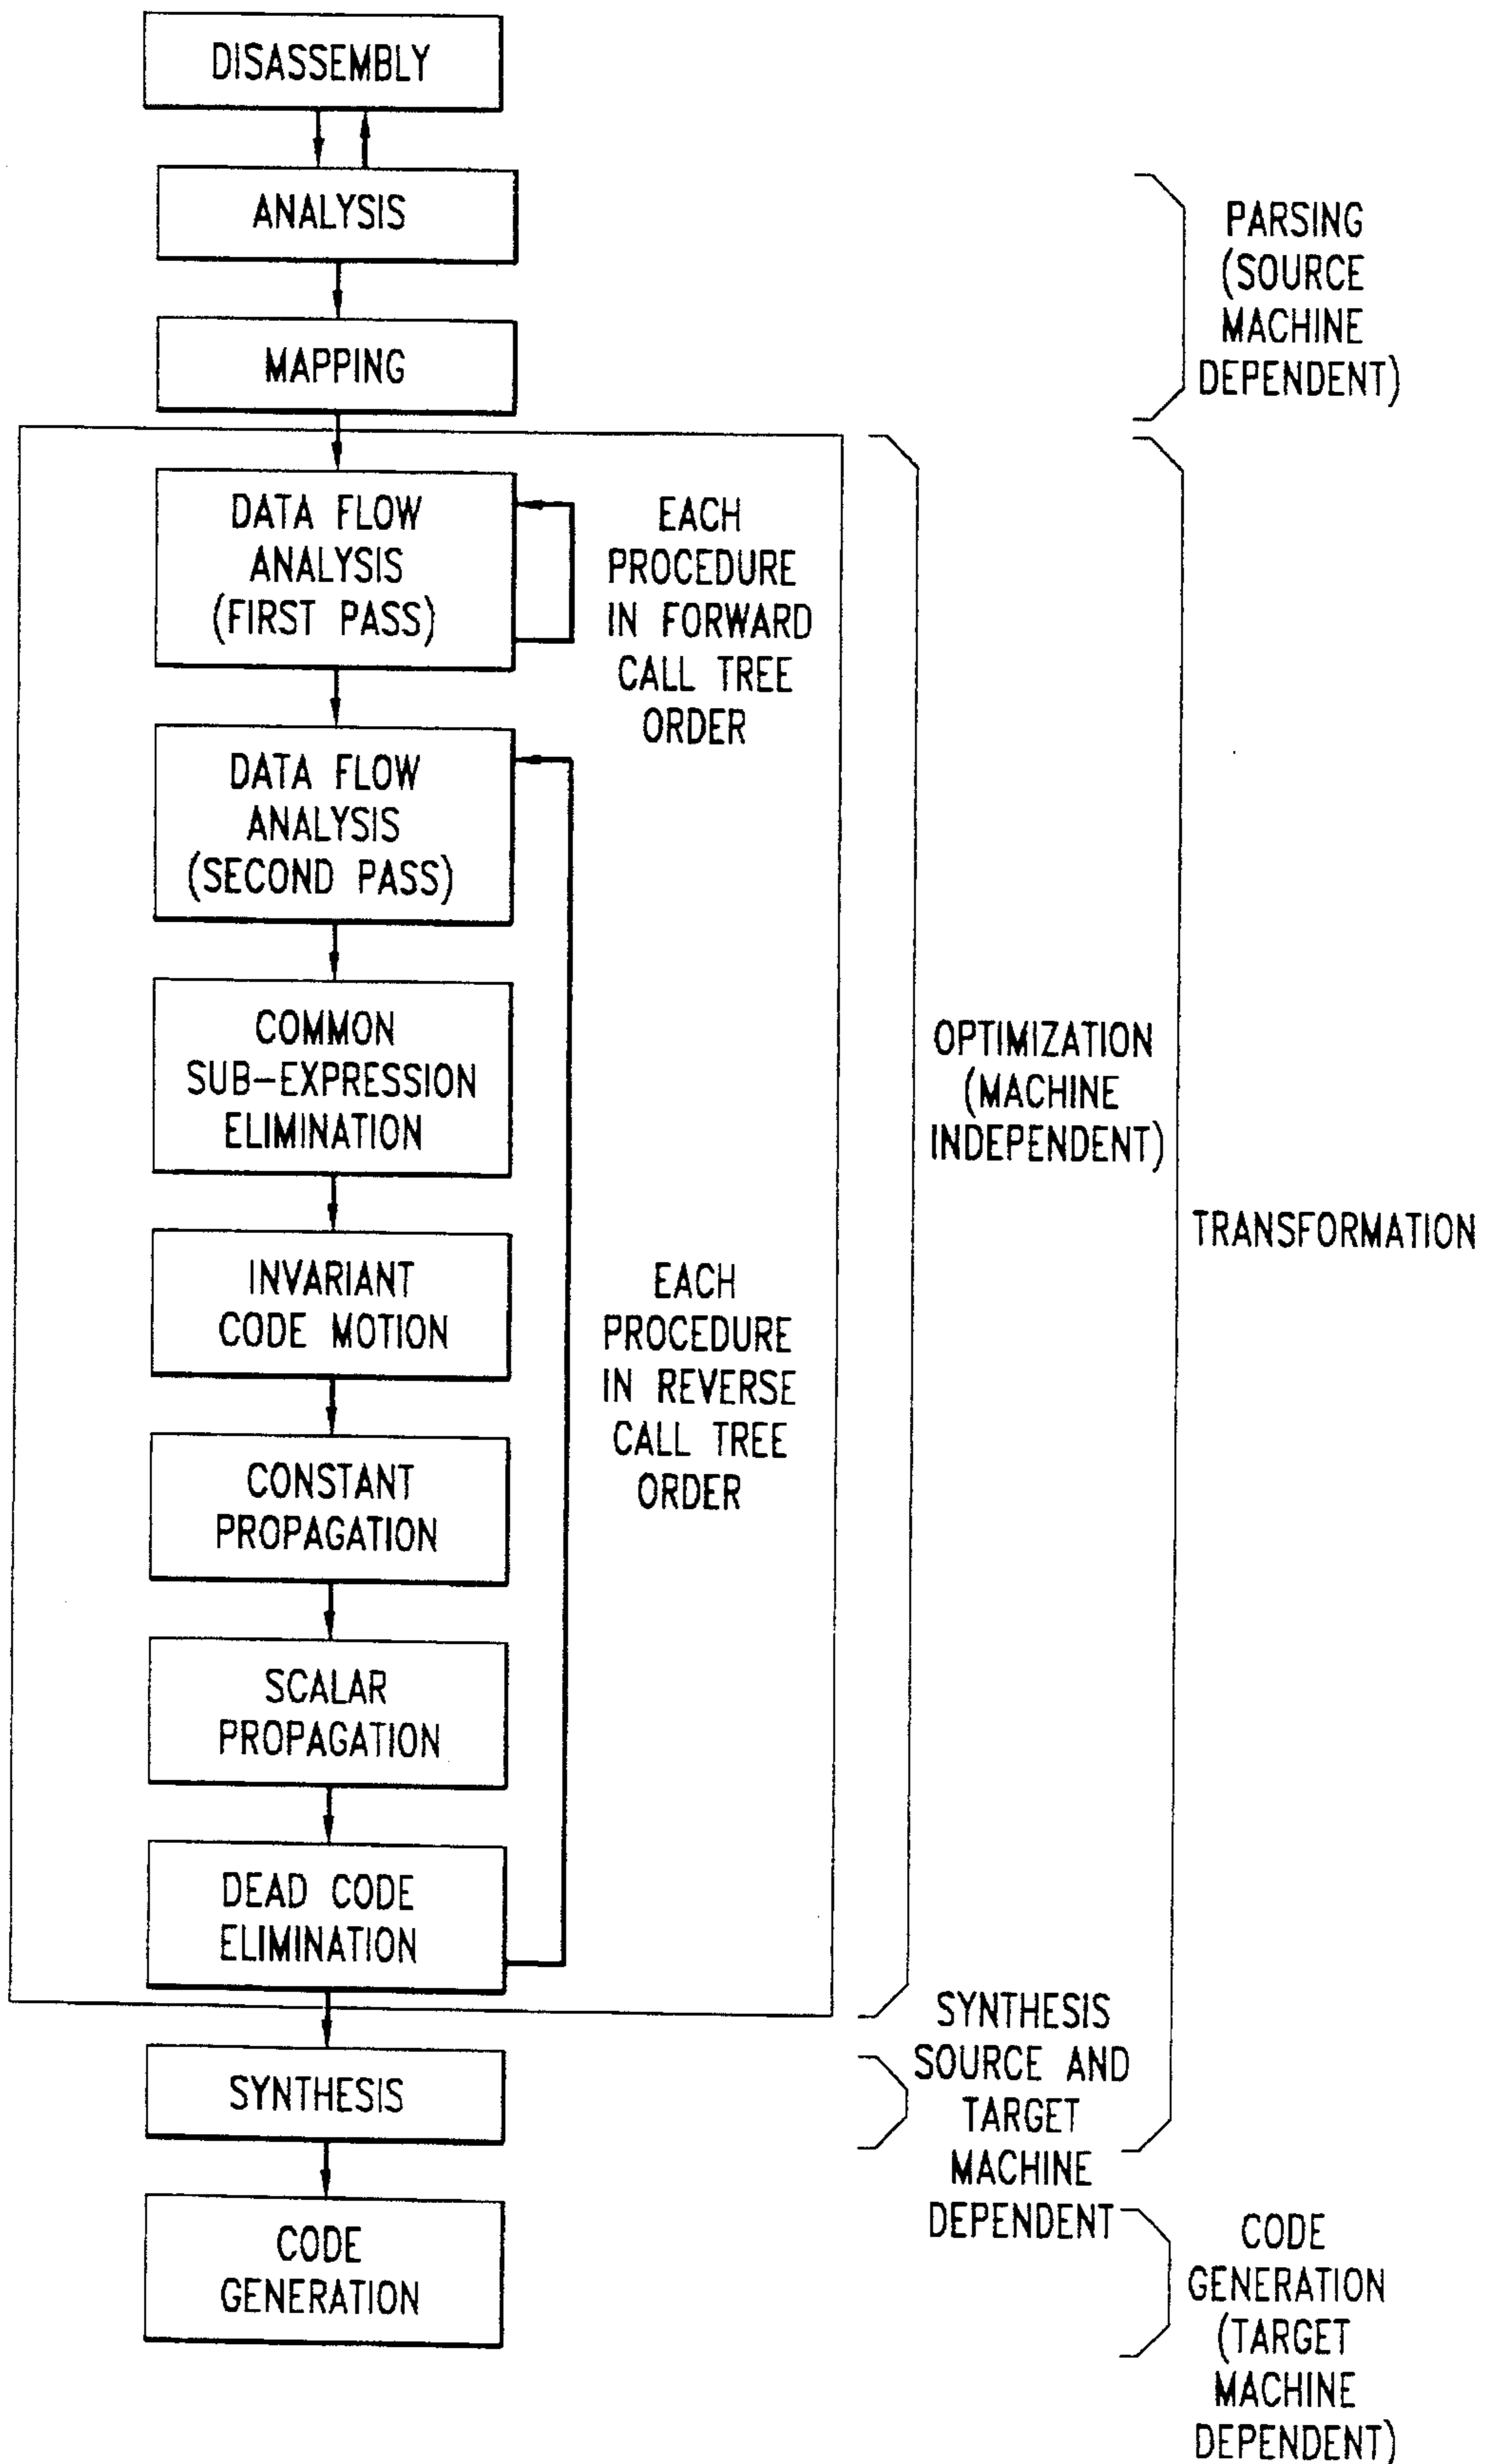 DISASSEMBLY
ANALYSIS
MAPPING
PARSING
(SOURCE
MACHINE
DEPENDENT)
DATA FLOW
ANALYSIS
(FIRST PASS)
EACH
PROCEDURE
IN FORWARD
CALL TREE
ORDER
DATA FLOW
ANALYSIS
(SECOND PASS)
COMMON
SUB-EXPRESSION
ELIMINATION
INVARIANT
CODE MOTION
CONSTANT
PROPAGATION
SCALAR
PROPAGATION
DEAD CODE
ELIMINATION
EACH
PROCEDURE
IN REVERSE
CALL TREE
ORDER
OPTIMIZATION
(MACHINE
INDEPENDENT)
TRANSFORMATION
SYNTHESIS
SYNTHESIS
SOURCE AND
TARGET
MACHINE
DEPENDENT
CODE
GENERATION
CODE
GENERATION
(TARGET
MACHINE
DEPENDENT)